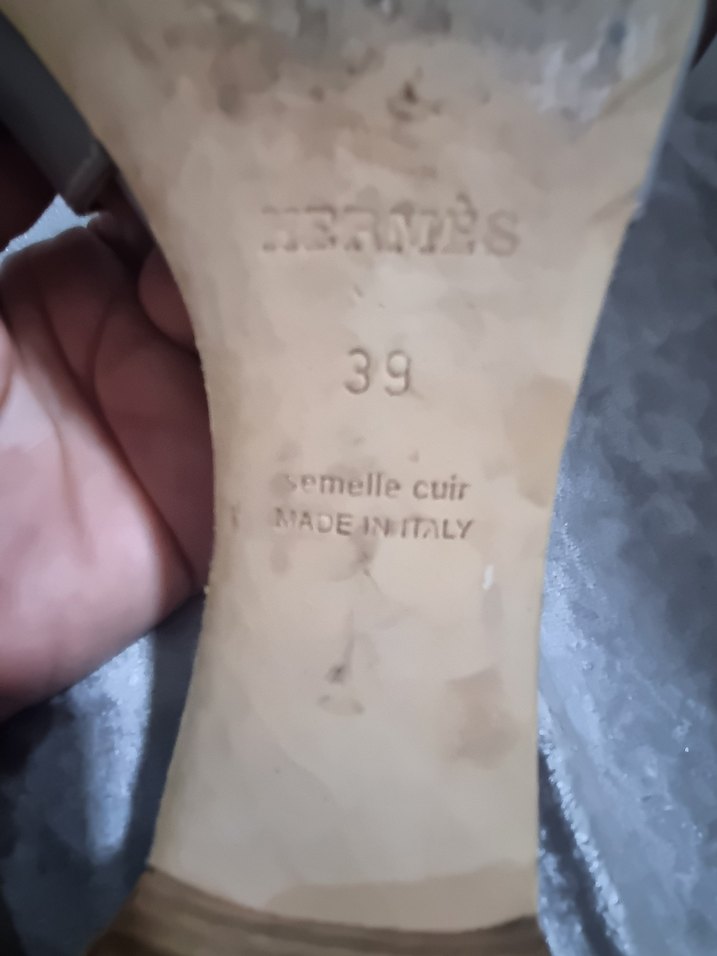 HERMÈS
39
semelle cuir
MADE IN ITALY